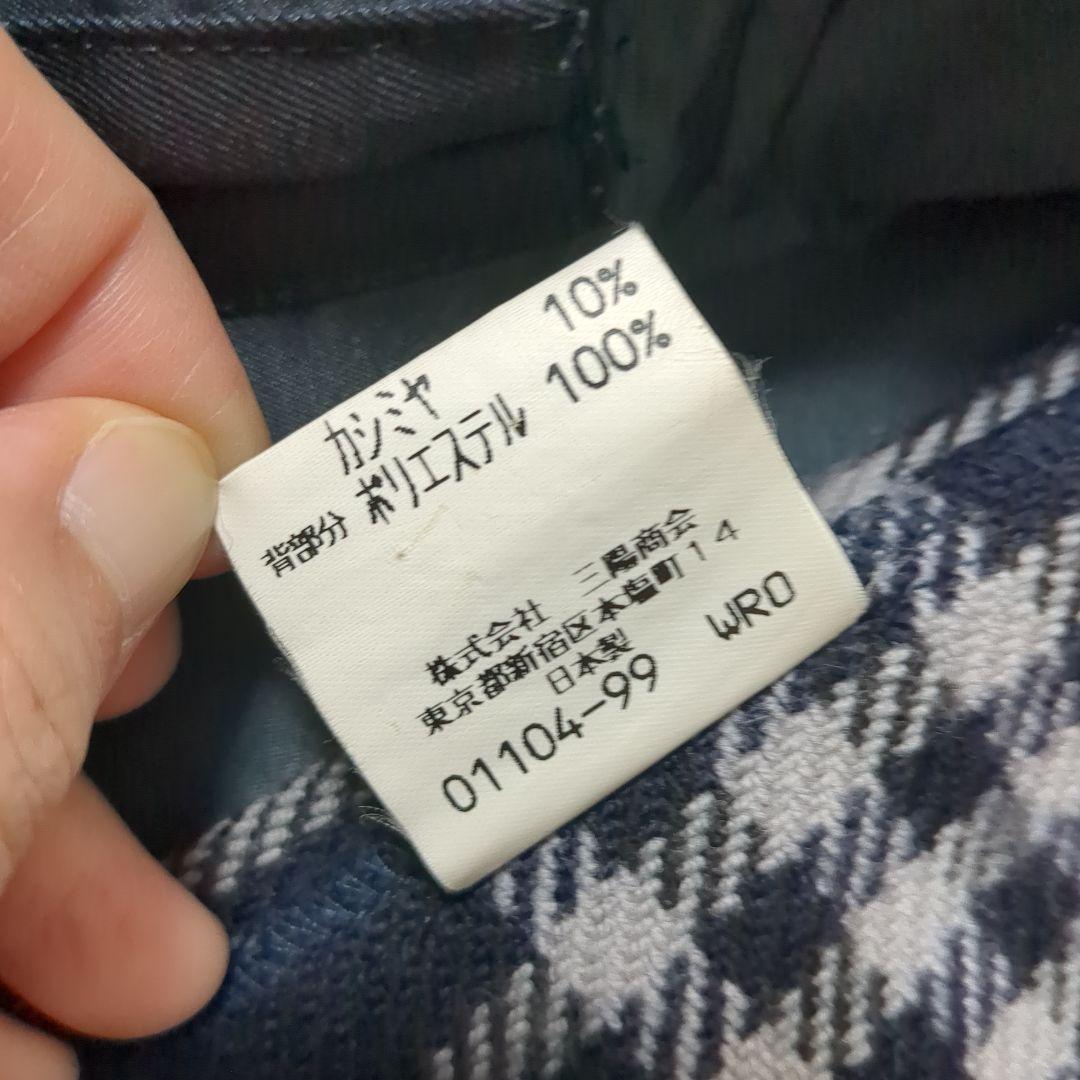 カシミヤ 10%
背部分 ポリエステル 100%
株式会社 三陽商会
東京都新宿区本塩町14
日本製
01104-99 WRO